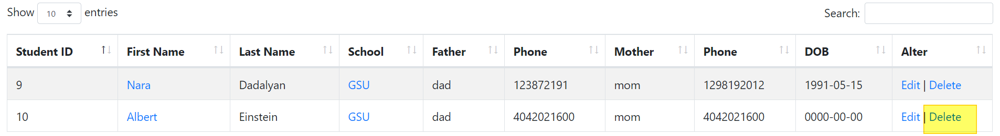 Show 10 entries Search:
Student ID First Name Last Name School Father Phone Mother Phone DOB Alter
9 Nara Dadalyan GSU dad 123872191 mom 1298192012 1991-05-15 Edit | Delete
10 Albert Einstein GSU dad 4042021600 mom 4042021600 0000-00-00 Edit | Delete